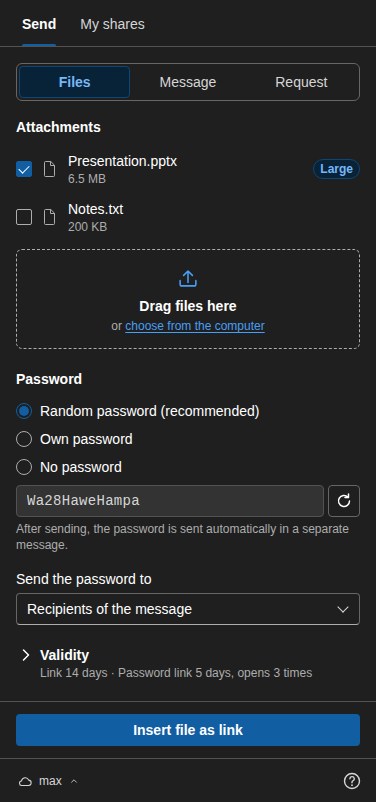 Send My shares
Files Message Request
Attachments
Presentation.pptx
6.5 MB
Large
Notes.txt
200 KB
Drag files here
or choose from the computer
Password
Random password (recommended)
Own password
No password
Wa28HaweHampa
After sending, the password is sent automatically in a separate
message.
Send the password to
Recipients of the message
Validity
Link 14 days · Password link 5 days, opens 3 times
Insert file as link
max